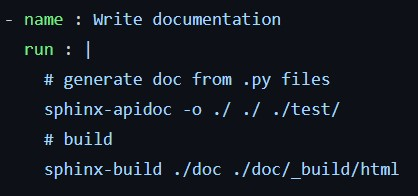 - name : Write documentation
run : |
# generate doc from .py files
sphinx-apidoc -o ./ ./ ./test/
# build
sphinx-build ./doc ./doc/_build/html